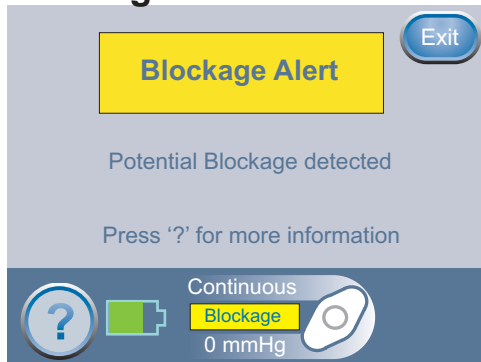 Exit
Blockage Alert
Potential Blockage detected
Press ‘?’ for more information
?
Continuous
Blockage
0 mmHg